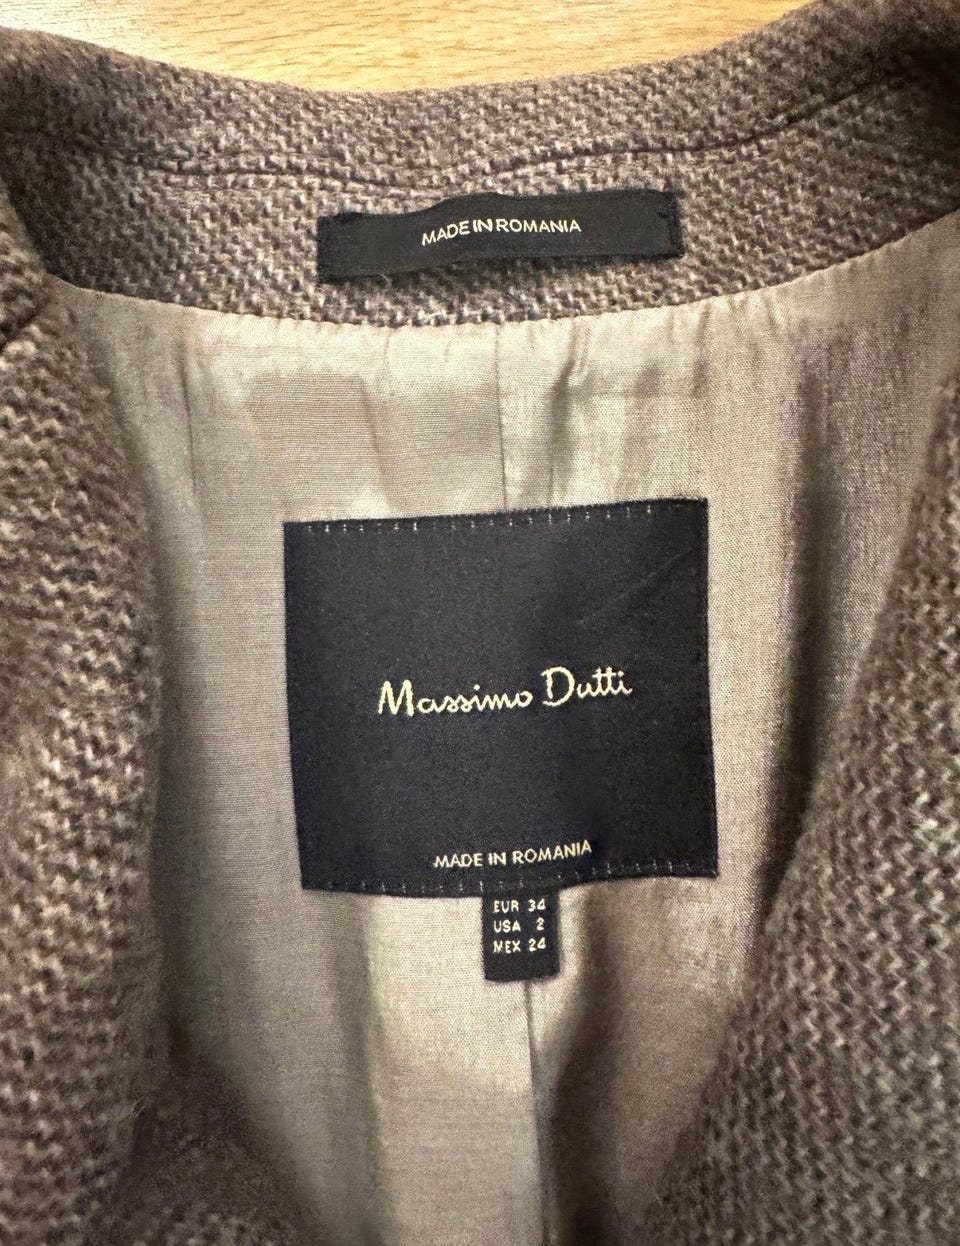 MADE IN ROMANIA
Massimo Dutti
MADE IN ROMANIA
EUR 34
USA 2
MEX 24